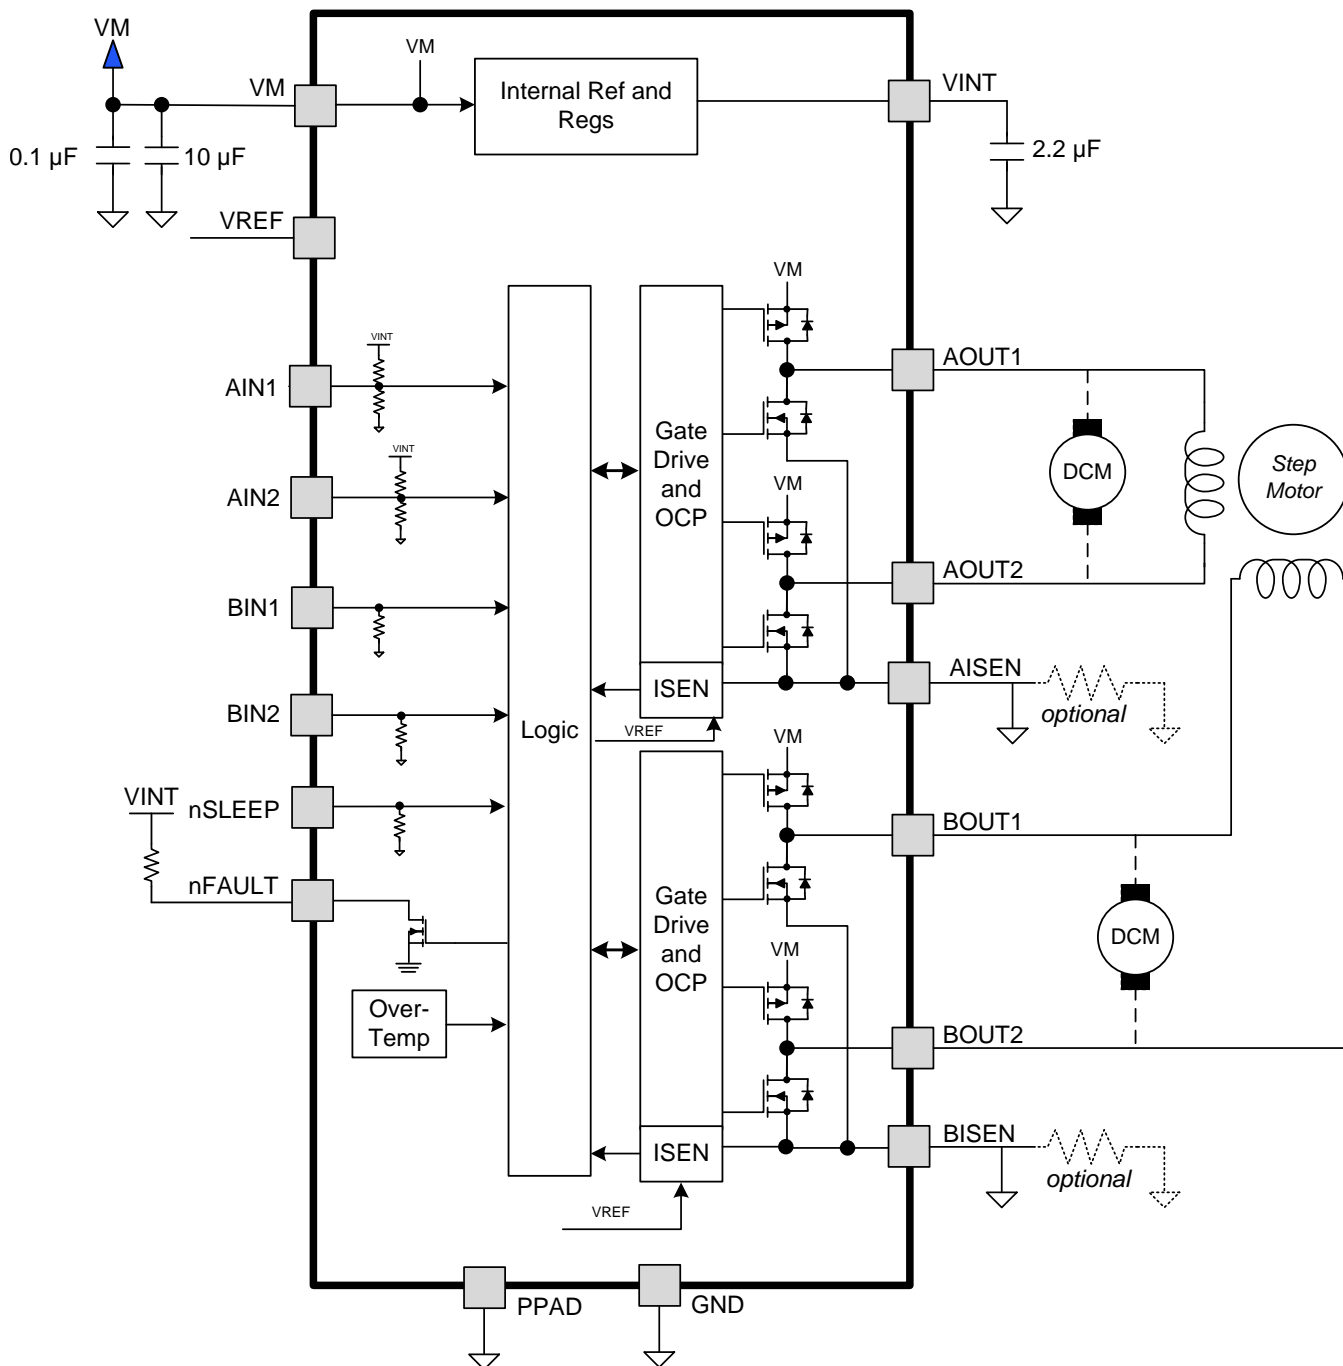 VM
VM
VM
Internal Ref and
Regs
VINT
0.1 µF
10 µF
2.2 µF
VREF
VM
VINT
AIN1
AOUT1
VINT
Gate
Drive
and
OCP
DCM
Step
Motor
AIN2
VM
AOUT2
BIN1
ISEN
AISEN
optional
BIN2
Logic
VREF
VM
VINT
nSLEEP
BOUT1
nFAULT
Gate
Drive
and
OCP
DCM
VM
Over-
Temp
BOUT2
ISEN
BISEN
optional
VREF
PPAD
GND